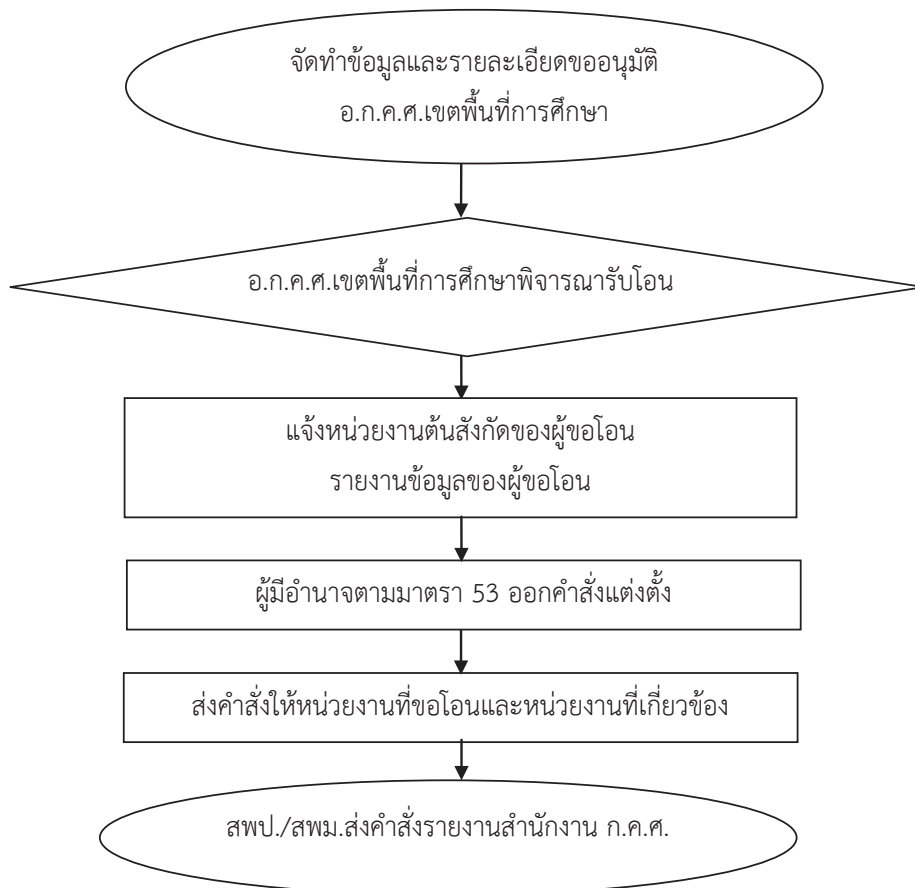 จัดทำข้อมูลและรายละเอียดขออนุมัติ
อ.ก.ค.ศ.เขตพื้นที่การศึกษา
อ.ก.ค.ศ.เขตพื้นที่การศึกษาพิจารณารับโอน
แจ้งหน่วยงานต้นสังกัดของผู้ขอโอน
รายงานข้อมูลของผู้ขอโอน
ผู้มีอำนาจตามมาตรา 53 ออกคำสั่งแต่งตั้ง
ส่งคำสั่งให้หน่วยงานที่ขอโอนและหน่วยงานที่เกี่ยวข้อง
สพป./สพม.ส่งคำสั่งรายงานสำนักงาน ก.ค.ศ.